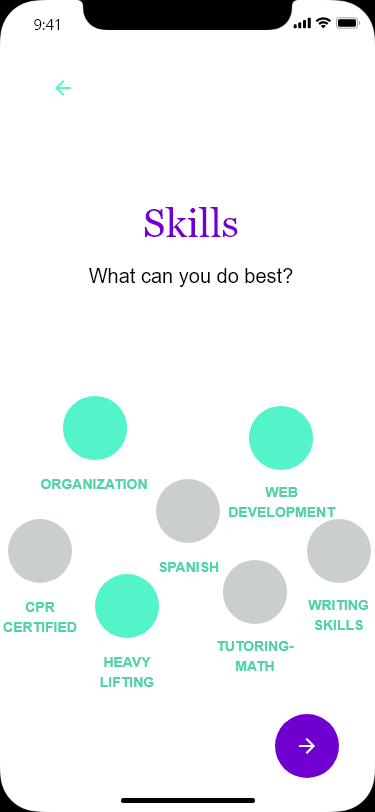 9:41
Skills
What can you do best?
ORGANIZATION
WEB
DEVELOPMENT
SPANISH
CPR
CERTIFIED
WRITING
SKILLS
HEAVY
LIFTING
TUTORING-
MATH